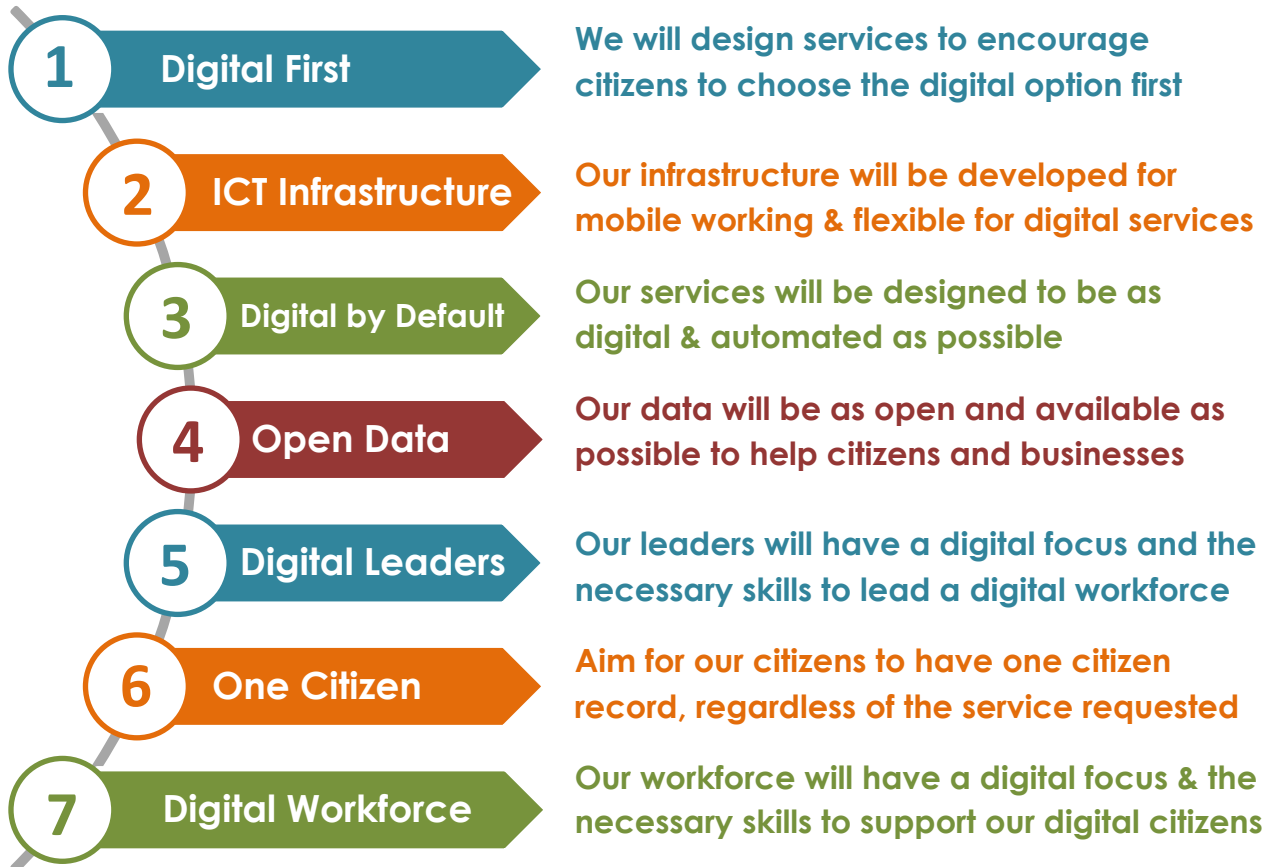 1
Digital First
We will design services to encourage
citizens to choose the digital option first
2
ICT Infrastructure
Our infrastructure will be developed for
mobile working & flexible for digital services
3
Digital by Default
Our services will be designed to be as
digital & automated as possible
4
Open Data
Our data will be as open and available as
possible to help citizens and businesses
5
Digital Leaders
Our leaders will have a digital focus and the
necessary skills to lead a digital workforce
6
One Citizen
Aim for our citizens to have one citizen
record, regardless of the service requested
7
Digital Workforce
Our workforce will have a digital focus & the
necessary skills to support our digital citizens